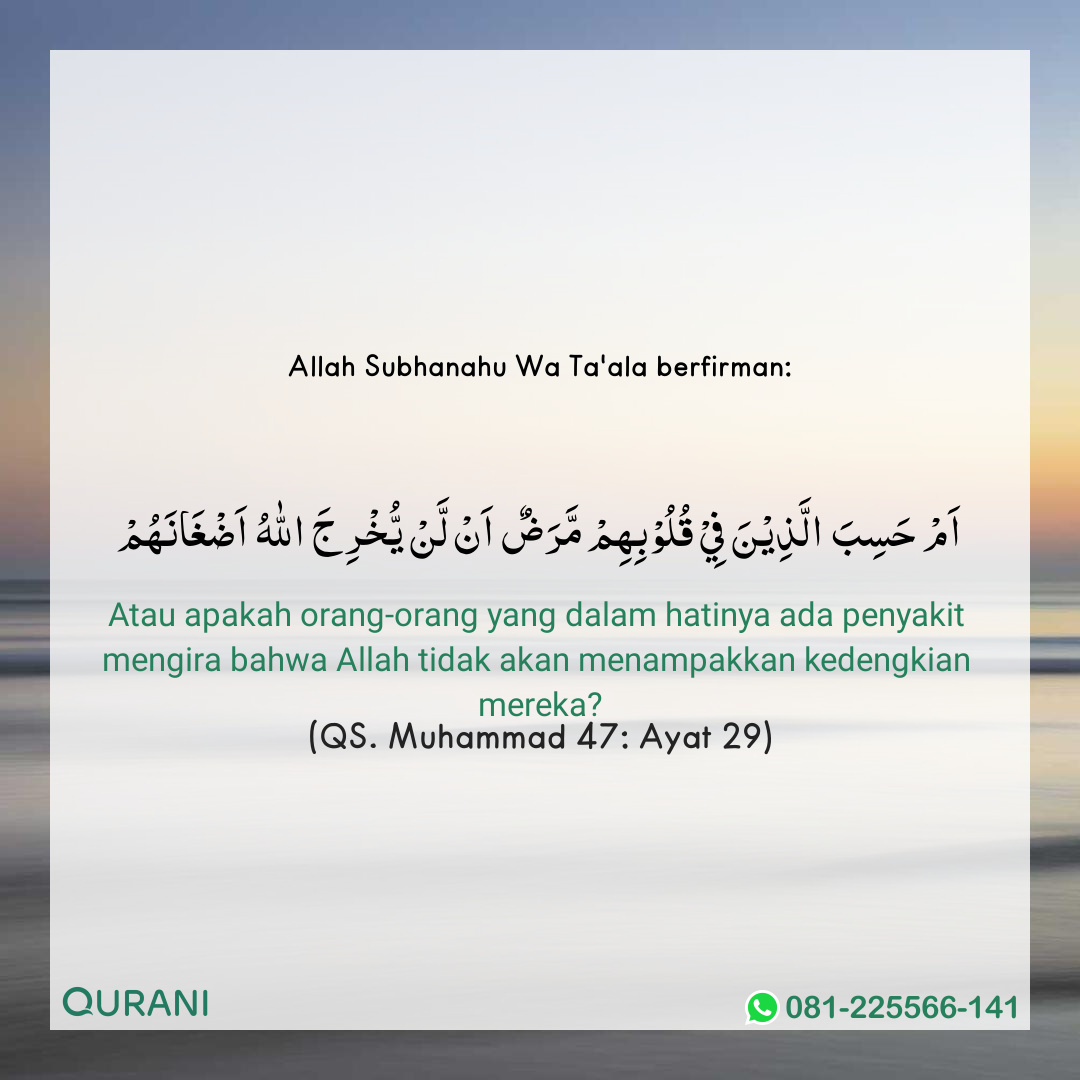 Allah Subhanahu Wa Ta'ala berfirman:
اَمْ حَسِبَ الَّذِيْنَ فِيْ قُلُوْبِهِمْ مَّرَضٌ اَنْ لَّنْ يُّخْرِجَ اللّٰهُ اَضْغَانَهُمْ
Atau apakah orang-orang yang dalam hatinya ada penyakit
mengira bahwa Allah tidak akan menampakkan kedengkian
mereka?
(QS. Muhammad 47: Ayat 29)
QURANI
081-225566-141